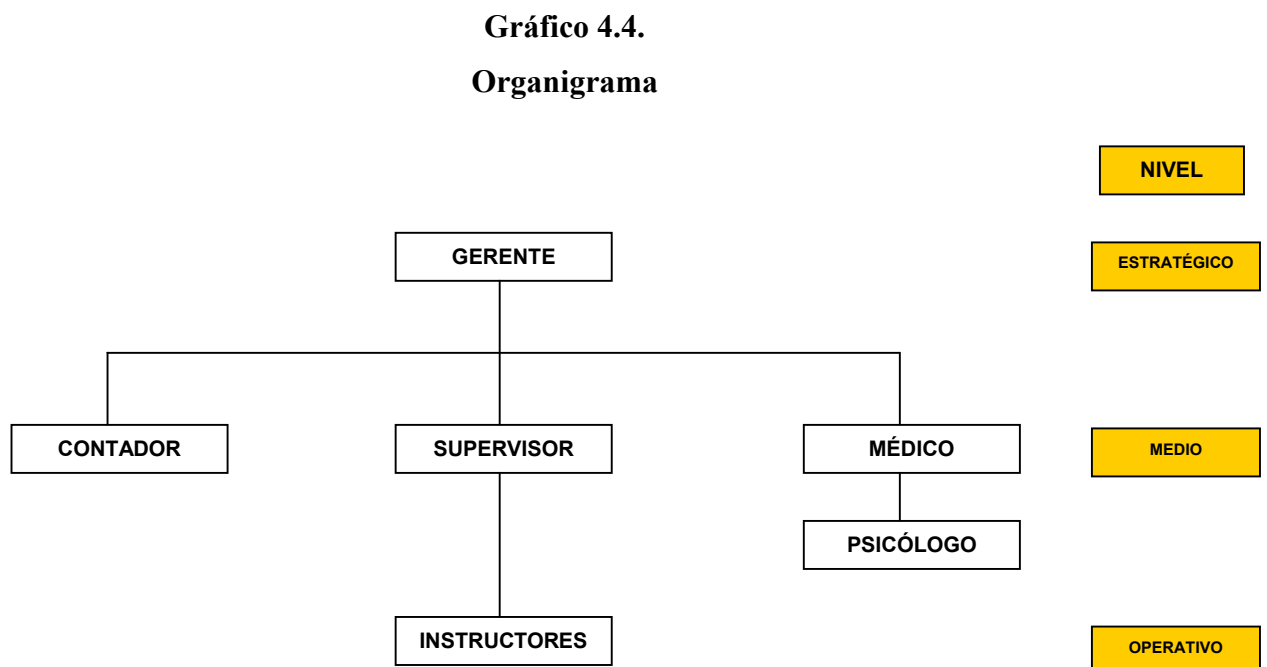 Gráfico 4.4.
Organigrama
NIVEL
GERENTE
ESTRATÉGICO
CONTADOR
SUPERVISOR
MÉDICO
MEDIO
PSICÓLOGO
INSTRUCTORES
OPERATIVO